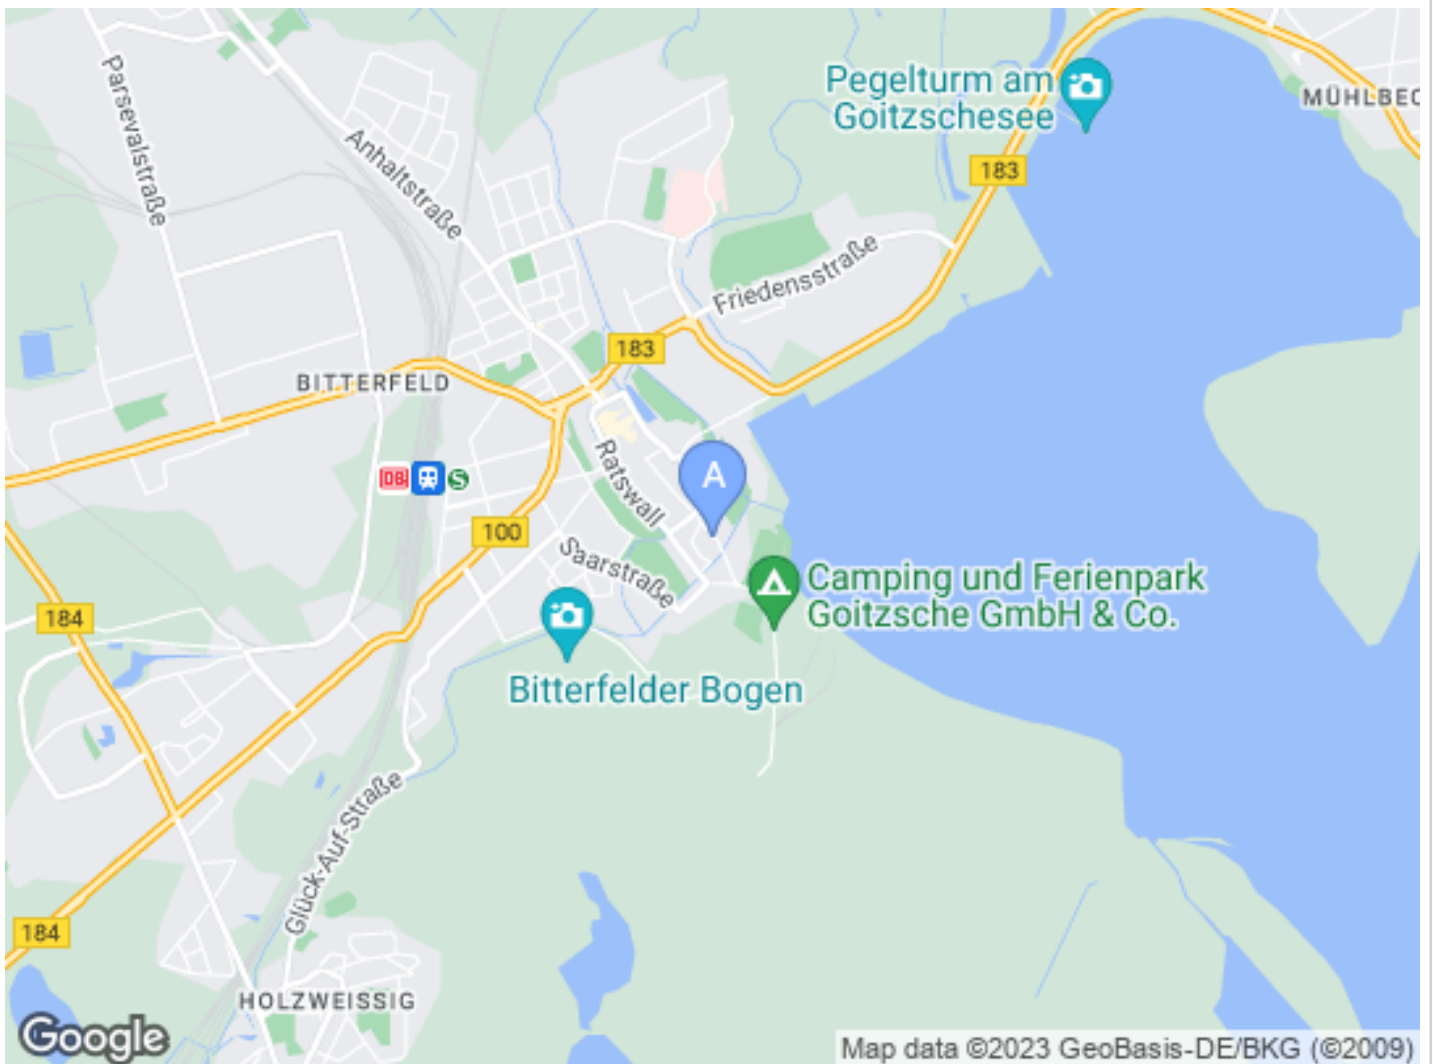 Parsevalstraße
Anhaltstraße
Pegelturm am
Goitzschesee
MÜHLBEC
183
Friedensstraße
183
BITTERFELD
DB
S
Ratswall
A
100
Saarstraße
Camping und Ferienpark
Goitzsche GmbH & Co.
184
Bitterfelder Bogen
Glück-Auf-Straße
184
HOLZWEISSIG
Google
Map data ©2023 GeoBasis-DE/BKG (©2009)